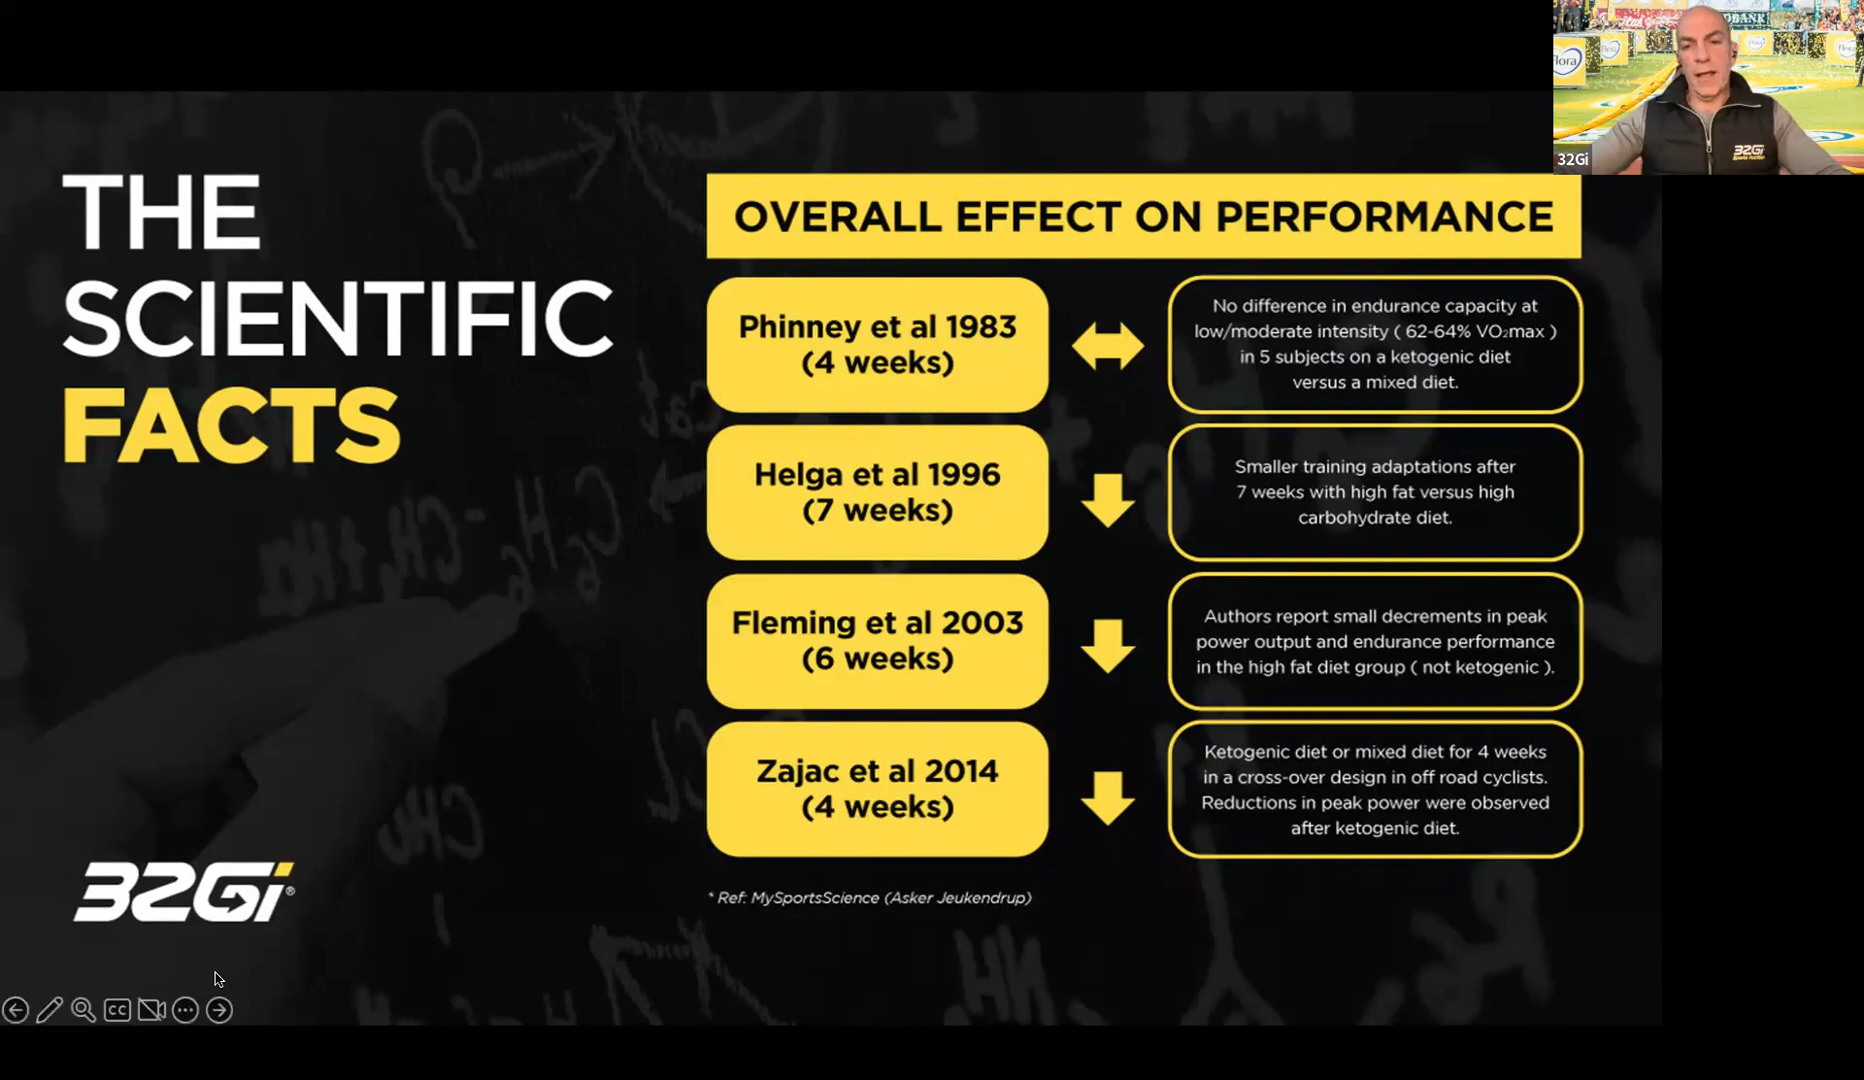 THE
SCIENTIFIC
FACTS
OVERALL EFFECT ON PERFORMANCE
Phinney et al 1983
(4 weeks)
No difference in endurance capacity at
low/moderate intensity ( 62-64% VO₂max )
in 5 subjects on a ketogenic diet
versus a mixed diet.
Helga et al 1996
(7 weeks)
Smaller training adaptations after
7 weeks with high fat versus high
carbohydrate diet.
Fleming et al 2003
(6 weeks)
Authors report small decrements in peak
power output and endurance performance
in the high fat diet group ( not ketogenic ).
Zajac et al 2014
(4 weeks)
Ketogenic diet or mixed diet for 4 weeks
in a cross-over design in off road cyclists.
Reductions in peak power were observed
after ketogenic diet.
* Ref: MySportsScience (Asker Jeukendrup)
32Gi®
CC
32Gi
32Gi
Flora